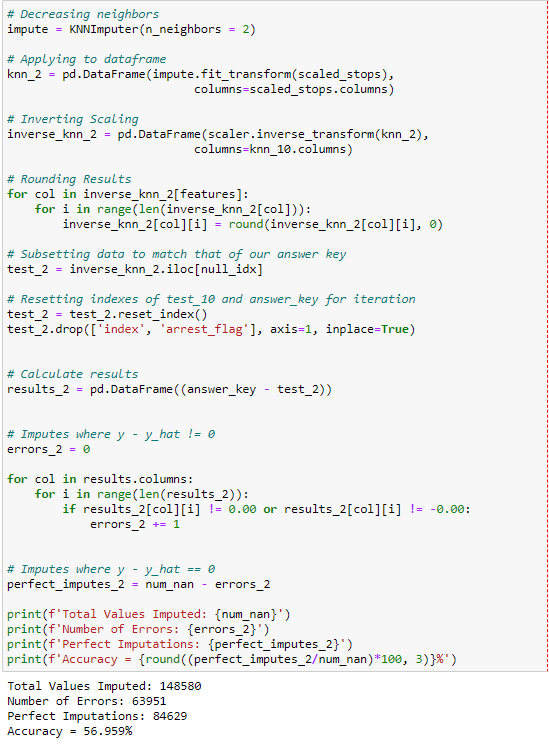 # Decreasing neighbors
impute = KNNImputer(n_neighbors = 2)
# Applying to dataframe
knn_2 = pd.DataFrame(impute.fit_transform(scaled_stops),
columns=scaled_stops.columns)
# Inverting Scaling
inverse_knn_2 = pd.DataFrame(scaler.inverse_transform(knn_2),
columns=knn_10.columns)
# Rounding Results
for col in inverse_knn_2[features]:
for i in range(len(inverse_knn_2[col])):
inverse_knn_2[col][i] = round(inverse_knn_2[col][i], 0)
# Subsetting data to match that of our answer key
test_2 = inverse_knn_2.iloc[null_idx]
# Resetting indexes of test_10 and answer_key for iteration
test_2 = test_2.reset_index()
test_2.drop(['index', 'arrest_flag'], axis=1, inplace=True)
# Calculate results
results_2 = pd.DataFrame((answer_key - test_2))
# Imputes where y - y_hat != 0
errors_2 = 0
for col in results.columns:
for i in range(len(results_2)):
if results_2[col][i] != 0.00 or results_2[col][i] != -0.00:
errors_2 += 1
# Imputes where y - y_hat == 0
perfect_imputes_2 = num_nan - errors_2
print(f'Total Values Imputed: {num_nan}')
print(f'Number of Errors: {errors_2}')
print(f'Perfect Imputations: {perfect_imputes_2}')
print(f'Accuracy = {round((perfect_imputes_2/num_nan)*100, 3)}%')
Total Values Imputed: 148580
Number of Errors: 63951
Perfect Imputations: 84629
Accuracy = 56.959%